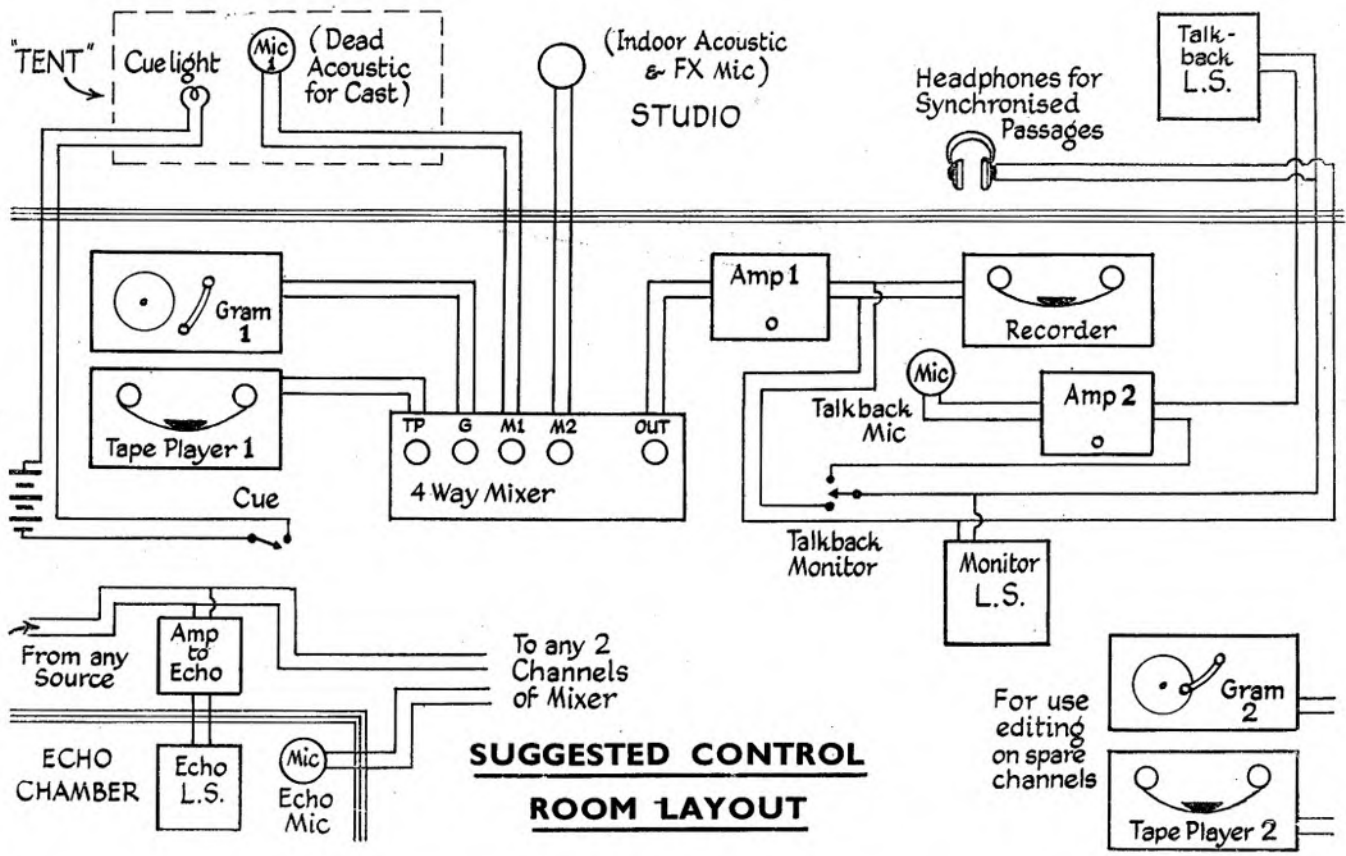 "TENT"
Cue light
Mic
1
(Dead
Acoustic
for Cast)
(Indoor Acoustic
& FX Mic)
STUDIO
Headphones for
Synchronised
Passages
Talk-
back
L.S.
Gram
1
Tape Player 1
Cue
TP G M1 M2 OUT
4 Way Mixer
Amp 1
Recorder
Mic
Talkback
Mic
Amp 2
Talkback
Monitor
Monitor
L.S.
From any
Source
Amp
to
Echo
To any 2
Channels
of Mixer
ECHO
CHAMBER
Echo
L.S.
Mic
Echo
Mic
SUGGESTED CONTROL
ROOM LAYOUT
For use
editing
on spare
channels
Gram
2
Tape Player 2